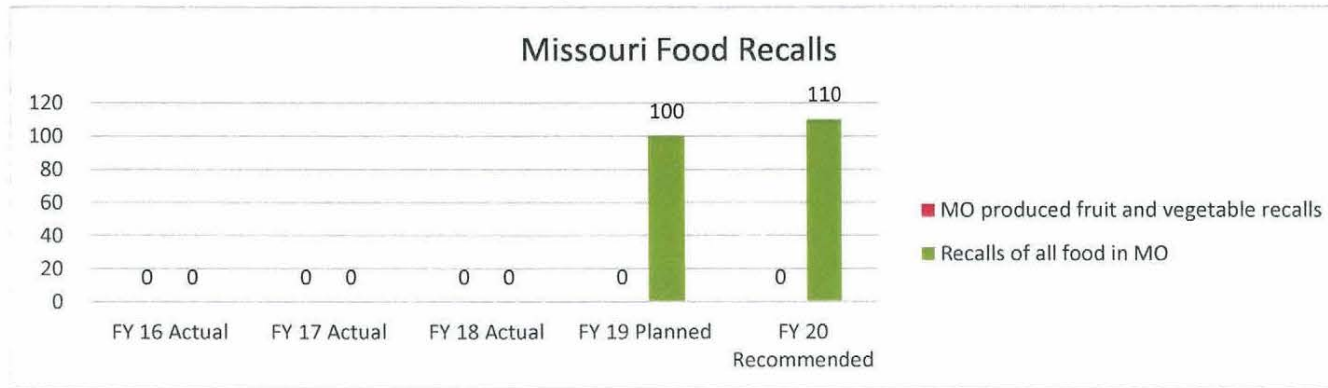 Missouri Food Recalls
120
100
80
60
40
20
0
0 0
0 0
0 0
0 100
0 110
FY 16 Actual
FY 17 Actual
FY 18 Actual
FY 19 Planned
FY 20
Recommended
MO produced fruit and vegetable recalls
Recalls of all food in MO